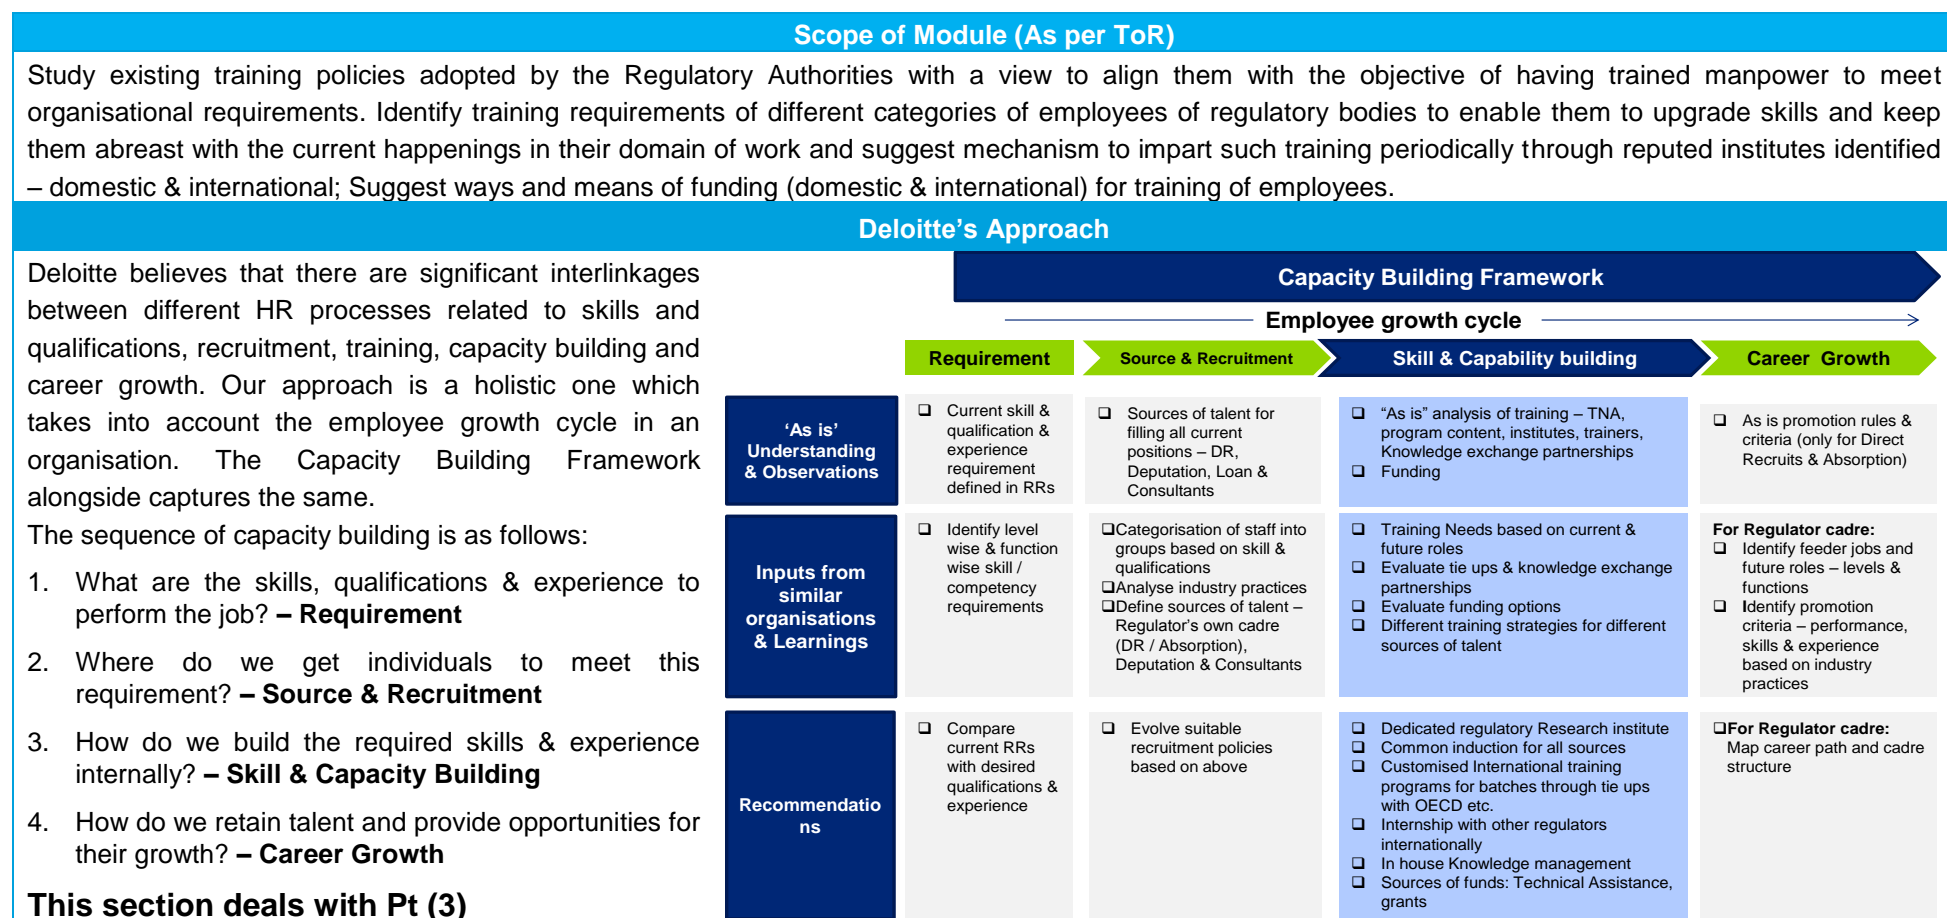 Scope of Module (As per ToR)
Study existing training policies adopted by the Regulatory Authorities with a view to align them with the objective of having trained manpower to meet
organisational requirements. Identify training requirements of different categories of employees of regulatory bodies to enable them to upgrade skills and keep
them abreast with the current happenings in their domain of work and suggest mechanism to impart such training periodically through reputed institutes identified
– domestic & international; Suggest ways and means of funding (domestic & international) for training of employees.
Deloitte's Approach
Deloitte believes that there are significant interlinkages
between different HR processes related to skills and
qualifications, recruitment, training, capacity building and
career growth. Our approach is a holistic one which
takes into account the employee growth cycle in an
organisation. The Capacity Building Framework
alongside captures the same.
The sequence of capacity building is as follows:
1. What are the skills, qualifications & experience to
perform the job? – Requirement
2. Where do we get individuals to meet this
requirement? – Source & Recruitment
3. How do we build the required skills & experience
internally? – Skill & Capacity Building
4. How do we retain talent and provide opportunities for
their growth? – Career Growth
This section deals with Pt (3)
Capacity Building Framework
Employee growth cycle
Requirement
Source & Recruitment
Skill & Capability building
Career Growth
‘As is’
Understanding
& Observations
❑ Current skill &
qualification &
experience
requirement
defined in RRs
❑ Sources of talent for
filling all current
positions – DR,
Deputation, Loan &
Consultants
❑ “As is” analysis of training – TNA,
program content, institutes, trainers,
Knowledge exchange partnerships
❑ Funding
❑ As is promotion rules &
criteria (only for Direct
Recruits & Absorption)
Inputs from
similar
organisations
& Learnings
❑ Identify level
wise & function
wise skill /
competency
requirements
❑Categorisation of staff into
groups based on skill &
qualifications
❑Analyse industry practices
❑Define sources of talent –
Regulator's own cadre
(DR / Absorption),
Deputation & Consultants
❑ Training Needs based on current &
future roles
❑ Evaluate tie ups & knowledge exchange
partnerships
❑ Evaluate funding options
❑ Different training strategies for different
sources of talent
For Regulator cadre:
❑ Identify feeder jobs and
future roles – levels &
functions
❑ Identify promotion
criteria – performance,
skills & experience
based on industry
practices
Recommendatio
ns
❑ Compare
current RRs
with desired
qualifications &
experience
❑ Evolve suitable
recruitment policies
based on above
❑ Dedicated regulatory Research institute
❑ Common induction for all sources
❑ Customised International training
programs for batches through tie ups
with OECD etc.
❑ Internship with other regulators
internationally
❑ In house Knowledge management
❑ Sources of funds: Technical Assistance,
grants
❑For Regulator cadre:
Map career path and cadre
structure